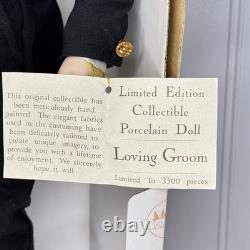 This original collectible has
been meticulously hand
painted. The elegant fabrics
used in the costuming have
been delicately tailored to
create unique imagery, to
provide you with a lifetime
of enjoyment. We sincerely
hope it will
Limited Edition
Collectible
Porcelain Doll
Loving Groom
Limited To 3500 pieces